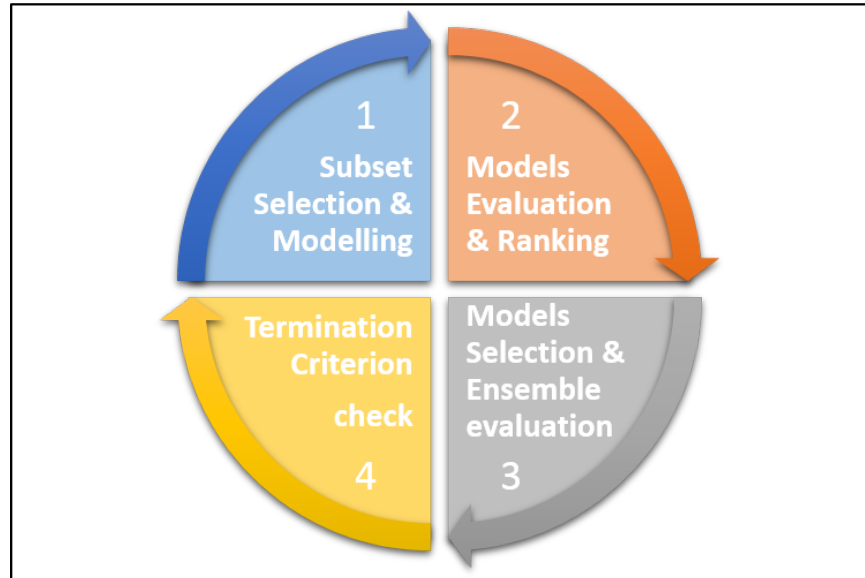 1
Subset
Selection &
Modelling
2
Models
Evaluation
& Ranking
Models
Selection &
Ensemble
evaluation
3
Termination
Criterion
check
4